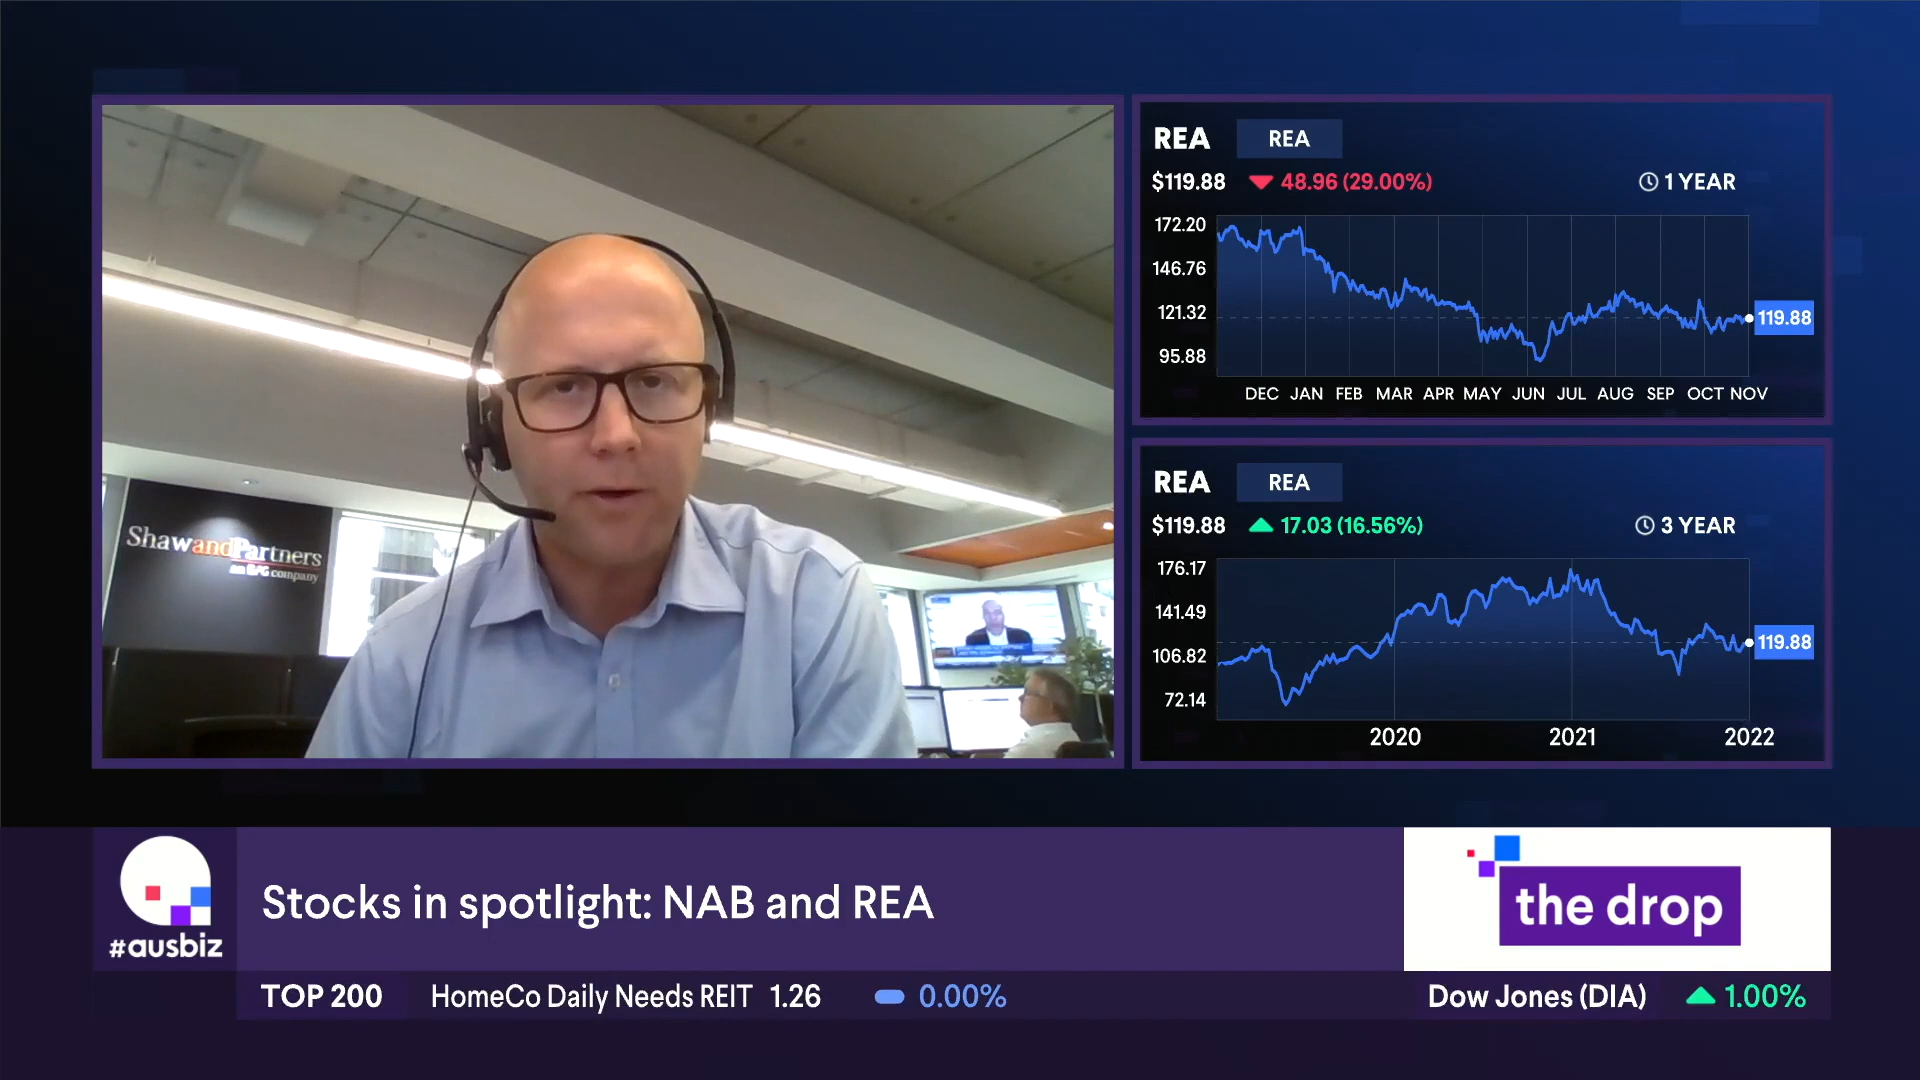 ShawandPartners
an EFG company
REA REA
$119.88 48.96 (29.00%) 1 YEAR
172.20
146.76
121.32
95.88
119.88
DEC JAN FEB MAR APR MAY JUN JUL AUG SEP OCT NOV
REA REA
$119.88 17.03 (16.56%) 3 YEAR
176.17
141.49
106.82
72.14
119.88
2020 2021 2022
#ausbiz
Stocks in spotlight: NAB and REA
the drop
TOP 200 HomeCo Daily Needs REIT 1.26 0.00%
Dow Jones (DIA) 1.00%